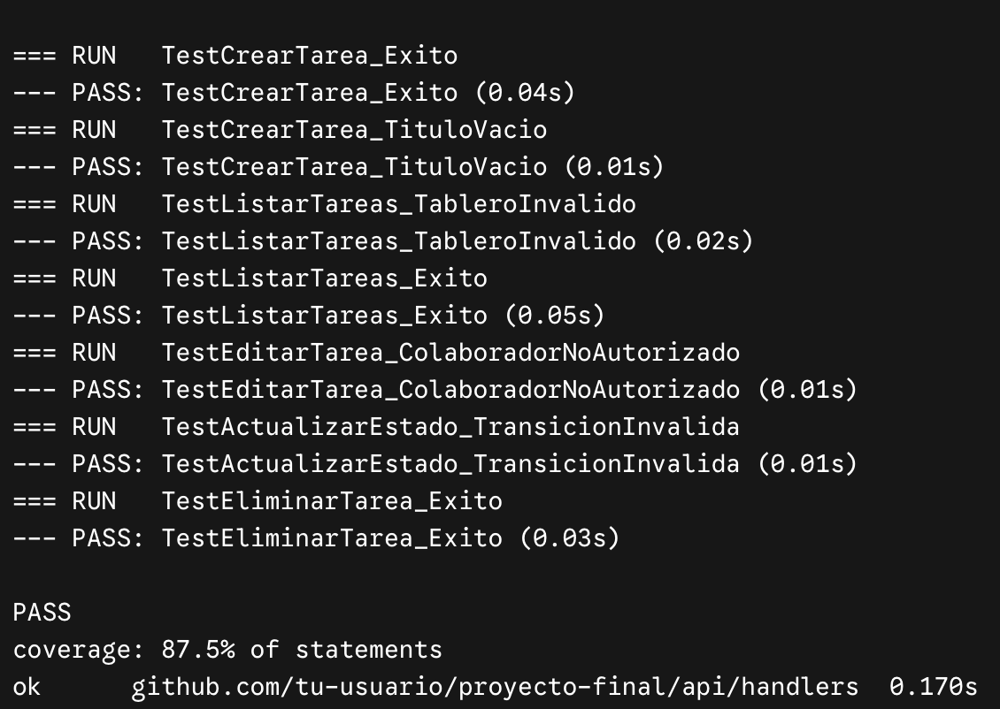 === RUN   TestCrearTarea_Exito
--- PASS: TestCrearTarea_Exito (0.04s)
=== RUN   TestCrearTarea_TituloVacio
--- PASS: TestCrearTarea_TituloVacio (0.01s)
=== RUN   TestListarTareas_TableroInvalido
--- PASS: TestListarTareas_TableroInvalido (0.02s)
=== RUN   TestListarTareas_Exito
--- PASS: TestListarTareas_Exito (0.05s)
=== RUN   TestEditarTarea_ColaboradorNoAutorizado
--- PASS: TestEditarTarea_ColaboradorNoAutorizado (0.01s)
=== RUN   TestActualizarEstado_TransicionInvalida
--- PASS: TestActualizarEstado_TransicionInvalida (0.01s)
=== RUN   TestEliminarTarea_Exito
--- PASS: TestEliminarTarea_Exito (0.03s)
PASS
coverage: 87.5% of statements
ok      github.com/tu-usuario/proyecto-final/api/handlers  0.170s